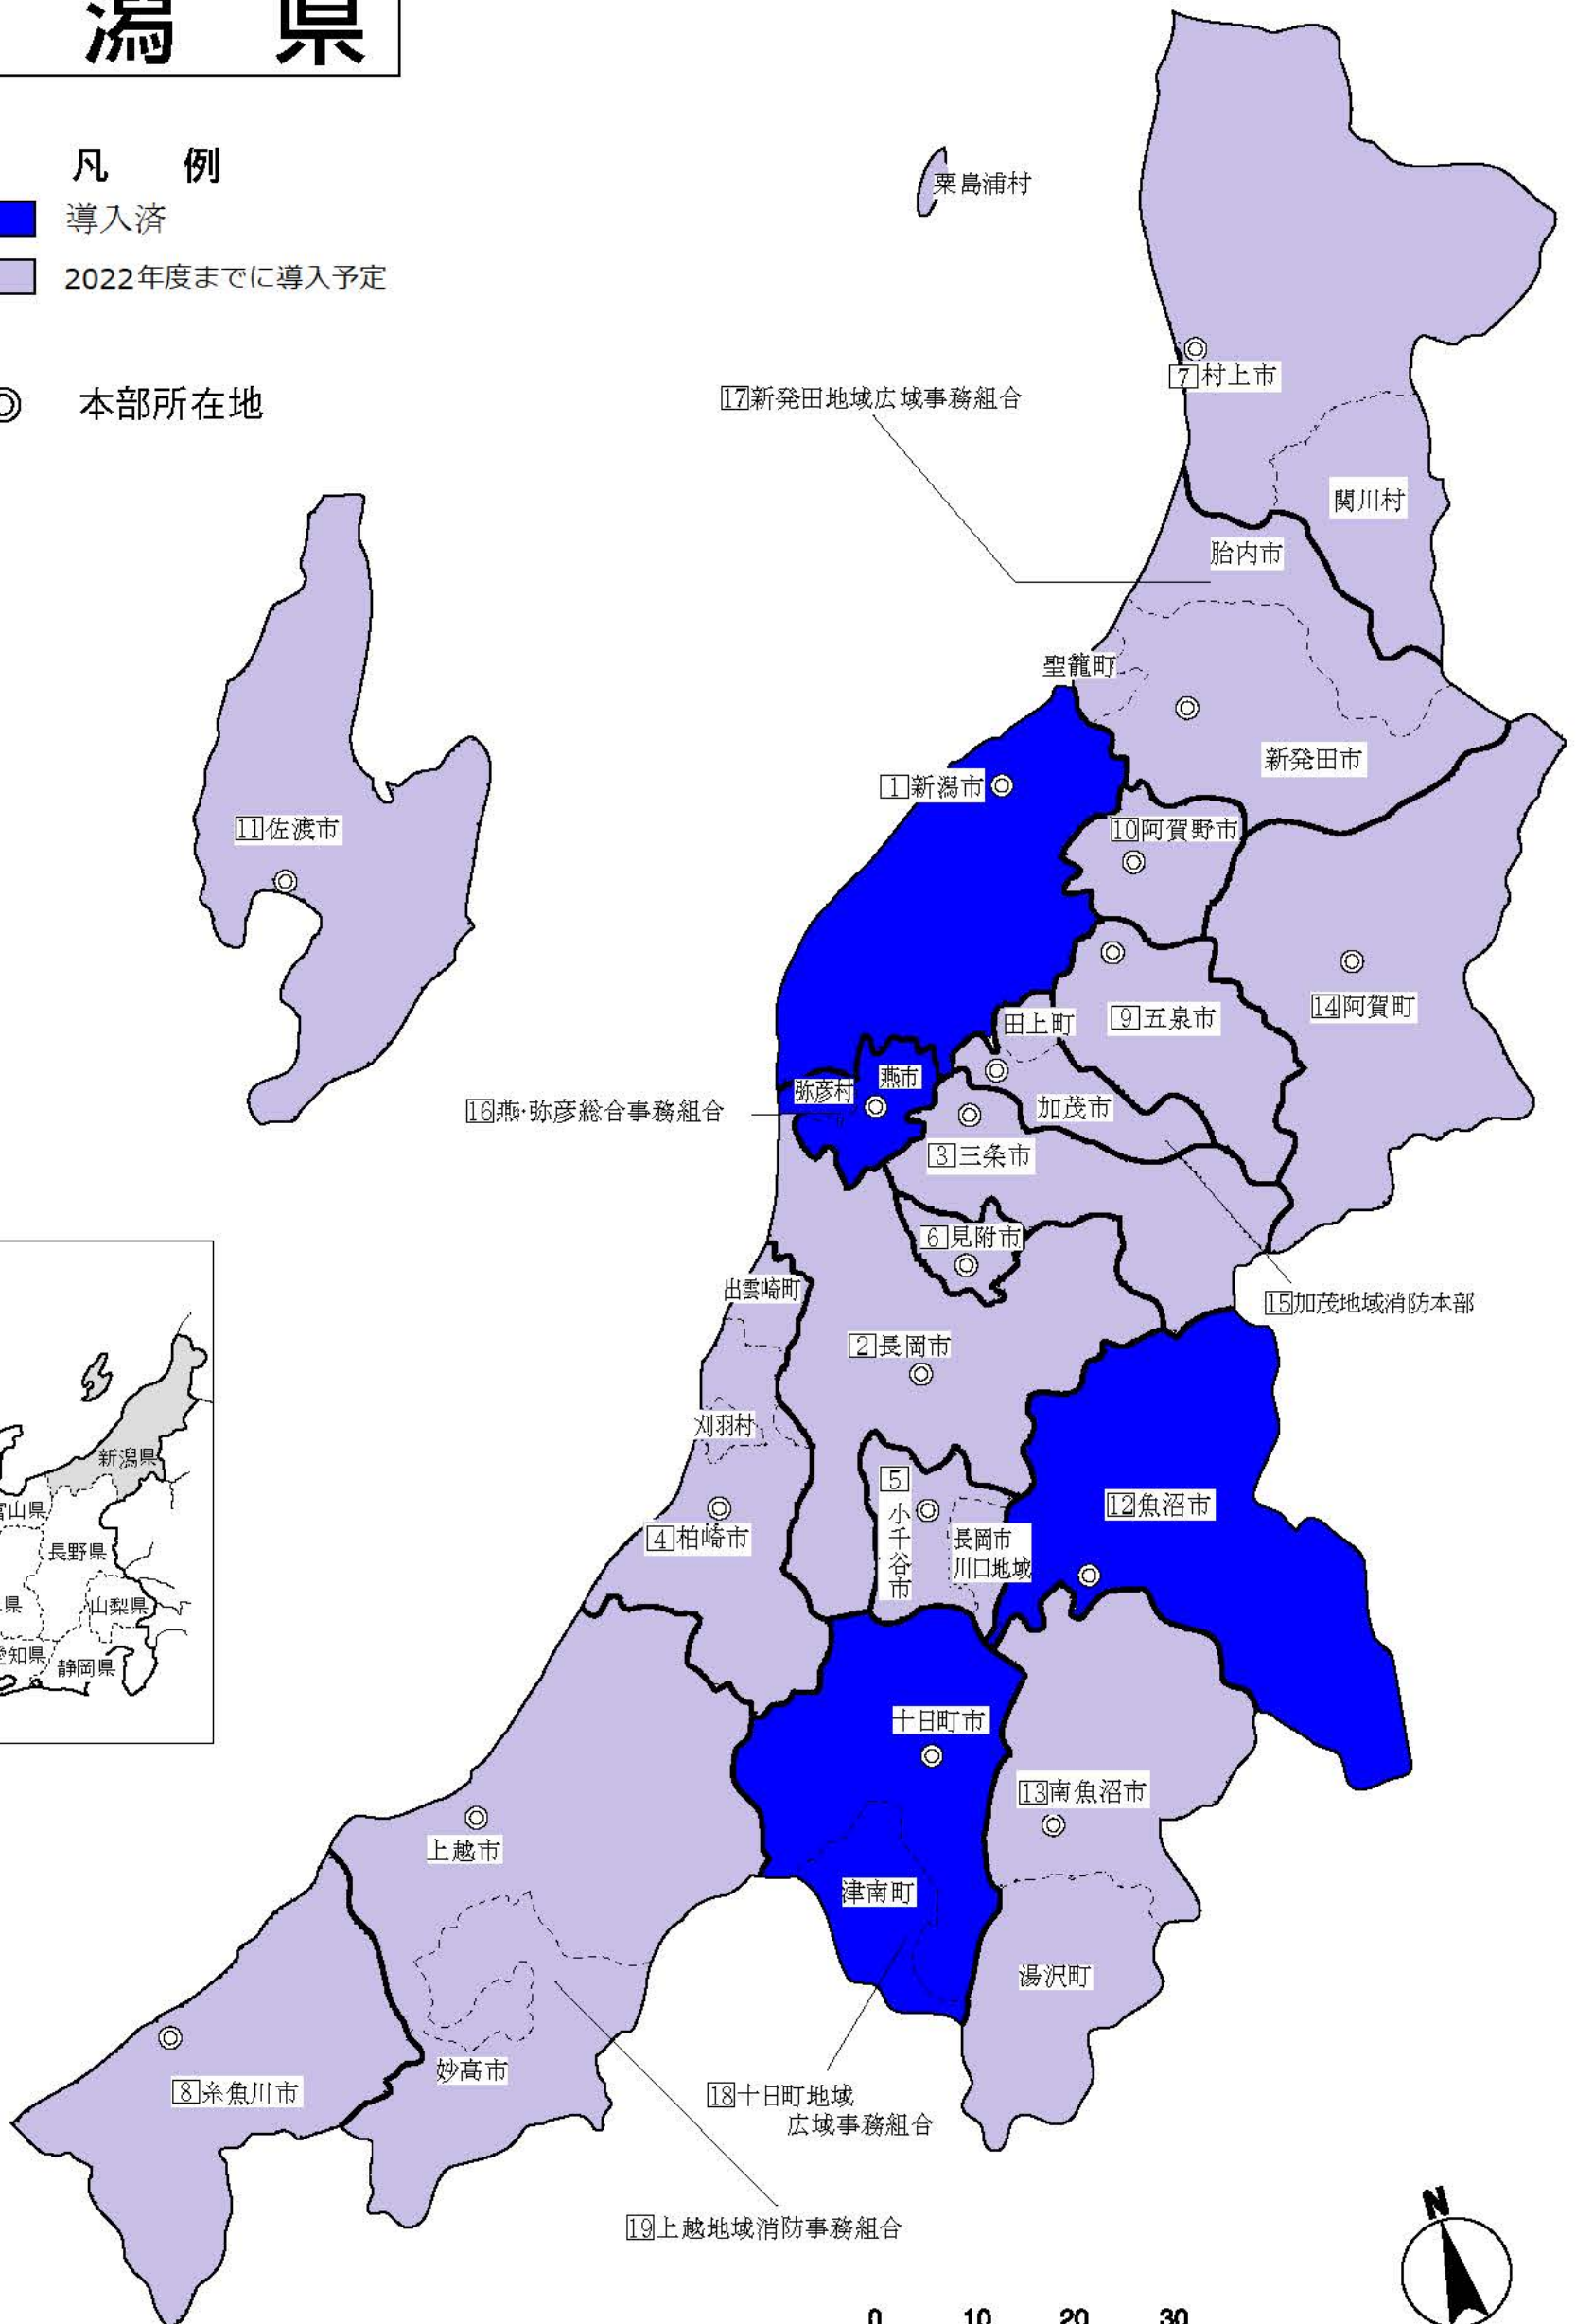 潟県
凡例
導入済
2022年度までに導入予定
本部所在地
粟島浦村
7村上市
17新発田地域広域事務組合
関川村
胎内市
聖籠町
新発田市
1新潟市
10阿賀野市
11佐渡市
14阿賀町
9五泉市
田上町
燕市
弥彦村
16燕・弥彦総合事務組合
加茂市
3三条市
6見附市
出雲崎町
15加茂地域消防本部
2長岡市
刈羽村
新潟県
富山県
長野県
県
山梨県
愛知県
静岡県
5
小千谷市
長岡市
川口地域
12魚沼市
4柏崎市
十日町市
13南魚沼市
上越市
津南町
湯沢町
妙高市
8糸魚川市
18十日町地域
広域事務組合
19上越地域消防事務組合
N
0 10 20 30